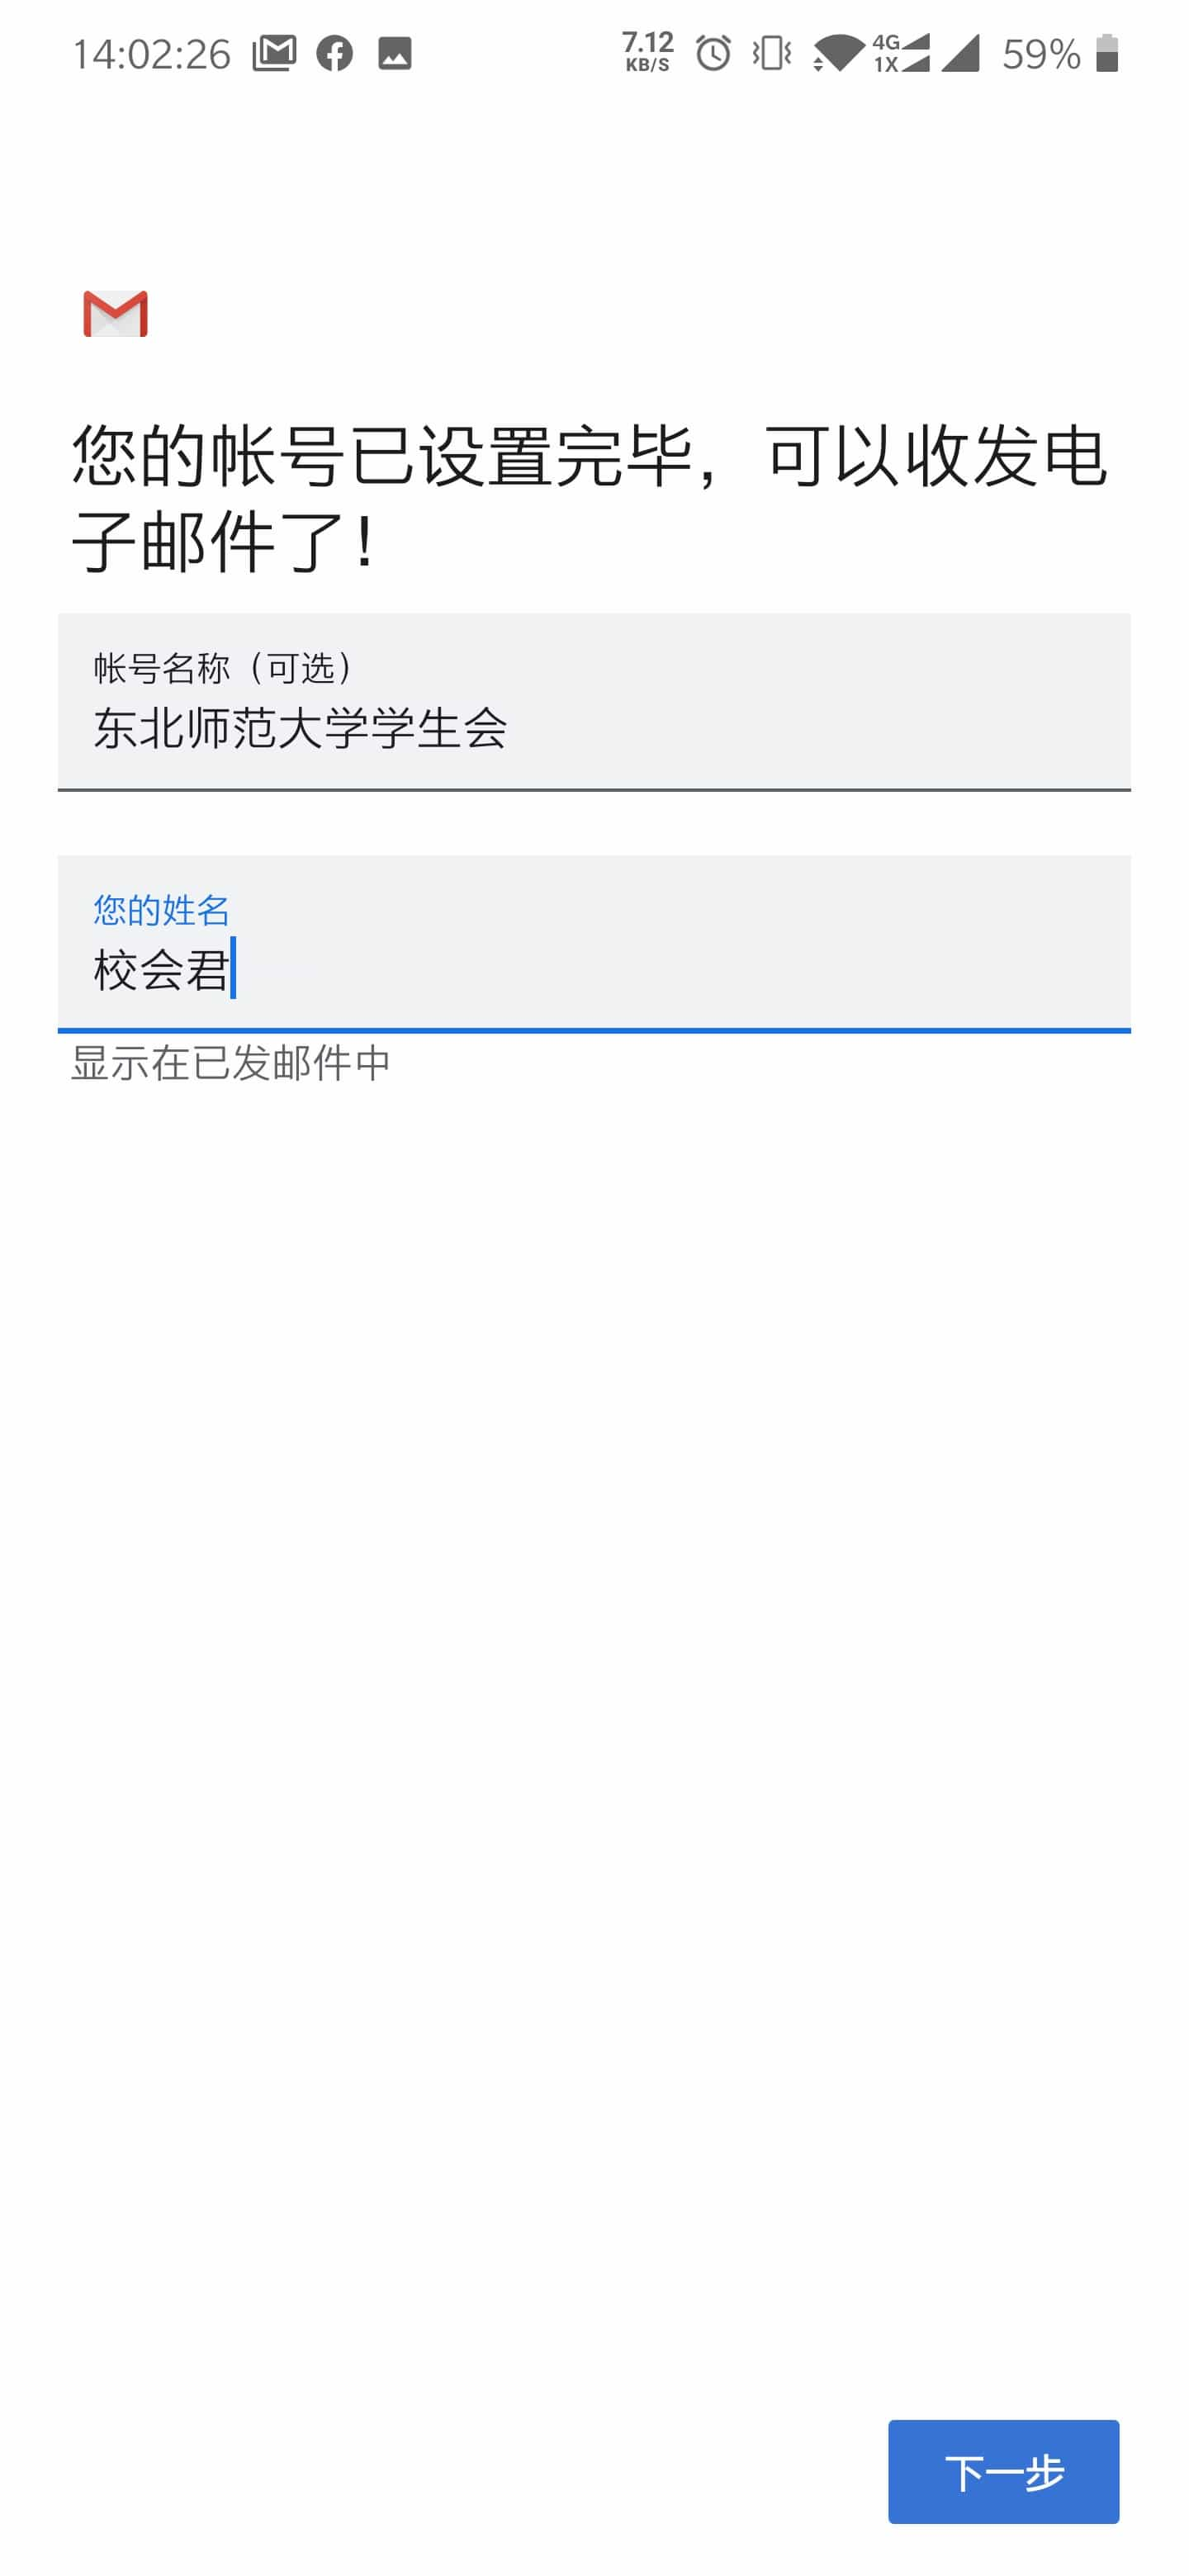 14:02:26 7.12 KB/S 4G 1X 59%
您的帐号已设置完毕，可以收发电
子邮件了！
帐号名称（可选）
东北师范大学学生会
您的姓名
校会君
显示在已发邮件中
下一步